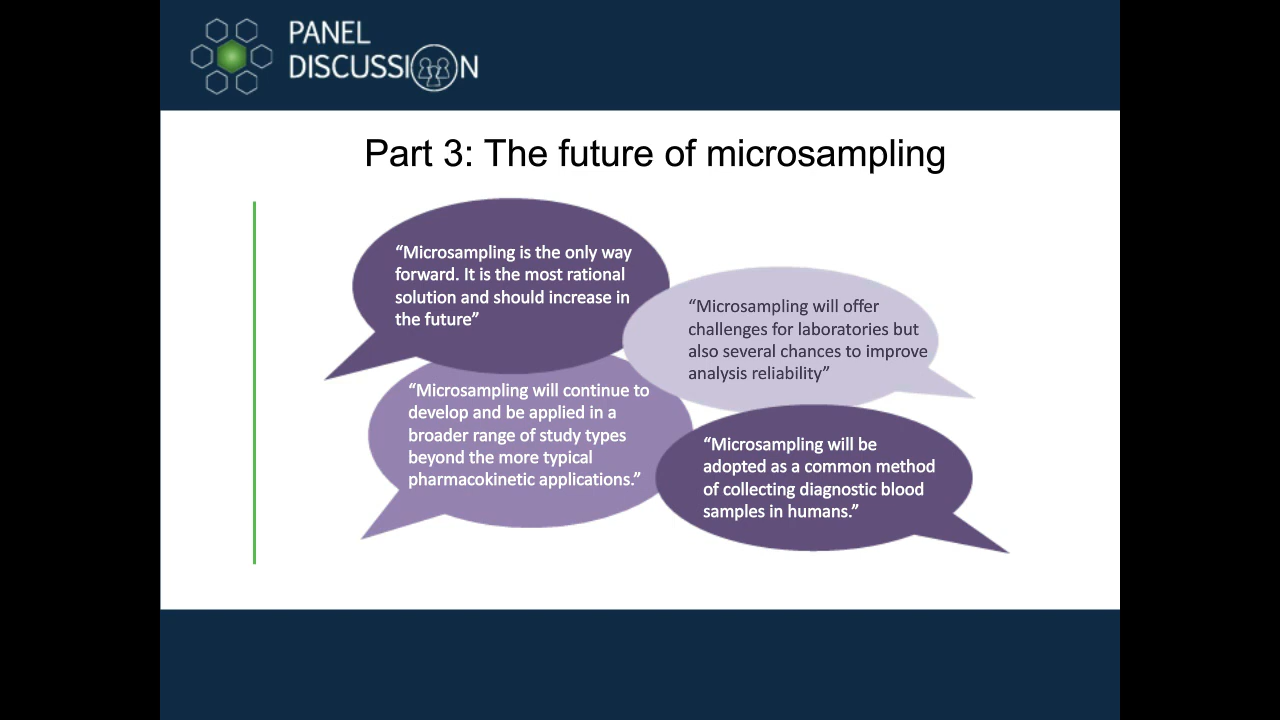 PANEL
DISCUSSION
Part 3: The future of microsampling
“Microsampling is the only way
forward. It is the most rational
solution and should increase in
the future”
“Microsampling will offer
challenges for laboratories but
also several chances to improve
analysis reliability”
“Microsampling will continue to
develop and be applied in a
broader range of study types
beyond the more typical
pharmacokinetic applications.”
“Microsampling will be
adopted as a common method
of collecting diagnostic blood
samples in humans.”